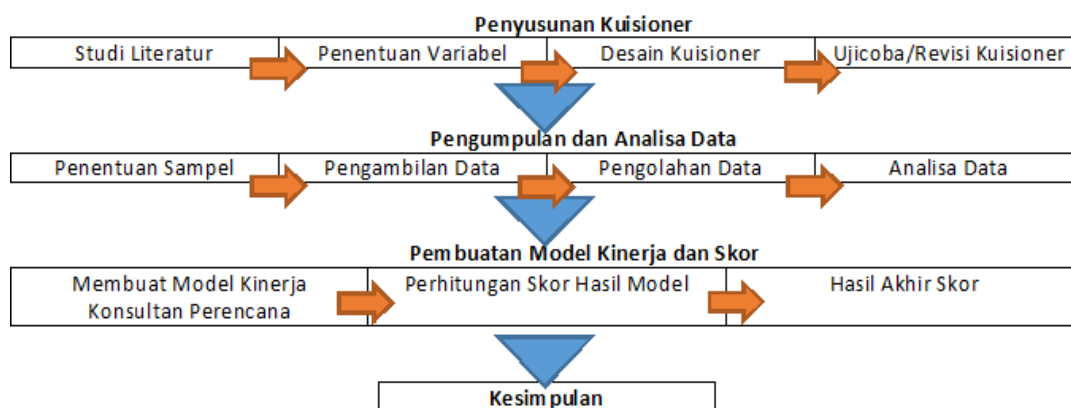 Penyusunan Kuisioner
Studi Literatur
Penentuan Variabel
Desain Kuisioner
Ujicoba/Revisi Kuisioner
Pengumpulan dan Analisa Data
Penentuan Sampel
Pengambilan Data
Pengolahan Data
Analisa Data
Pembuatan Model Kinerja dan Skor
Membuat Model Kinerja
Konsultan Perencana
Perhitungan Skor Hasil Model
Hasil Akhir Skor
Kesimpulan